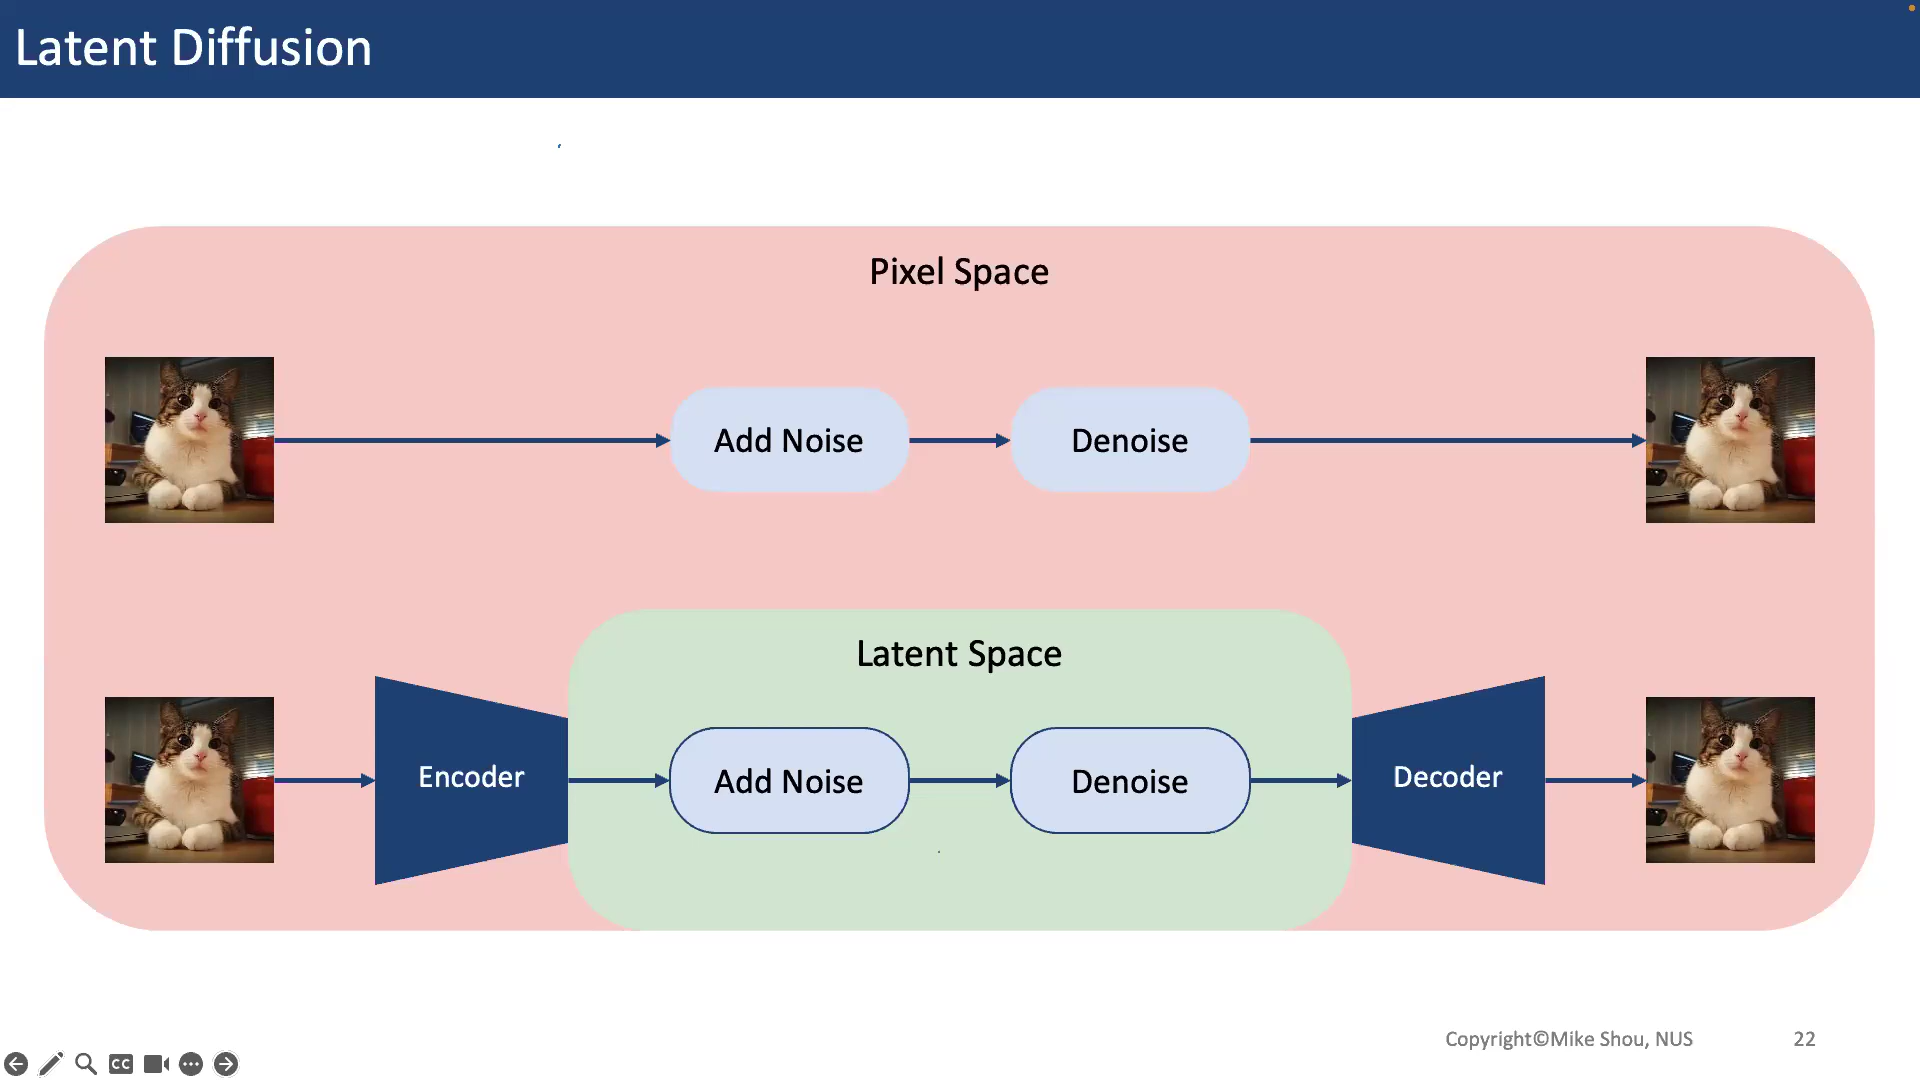 Latent Diffusion
Pixel Space
Add Noise
Denoise
Latent Space
Encoder
Add Noise
Denoise
Decoder
Copyright©Mike Shou, NUS
22
CC